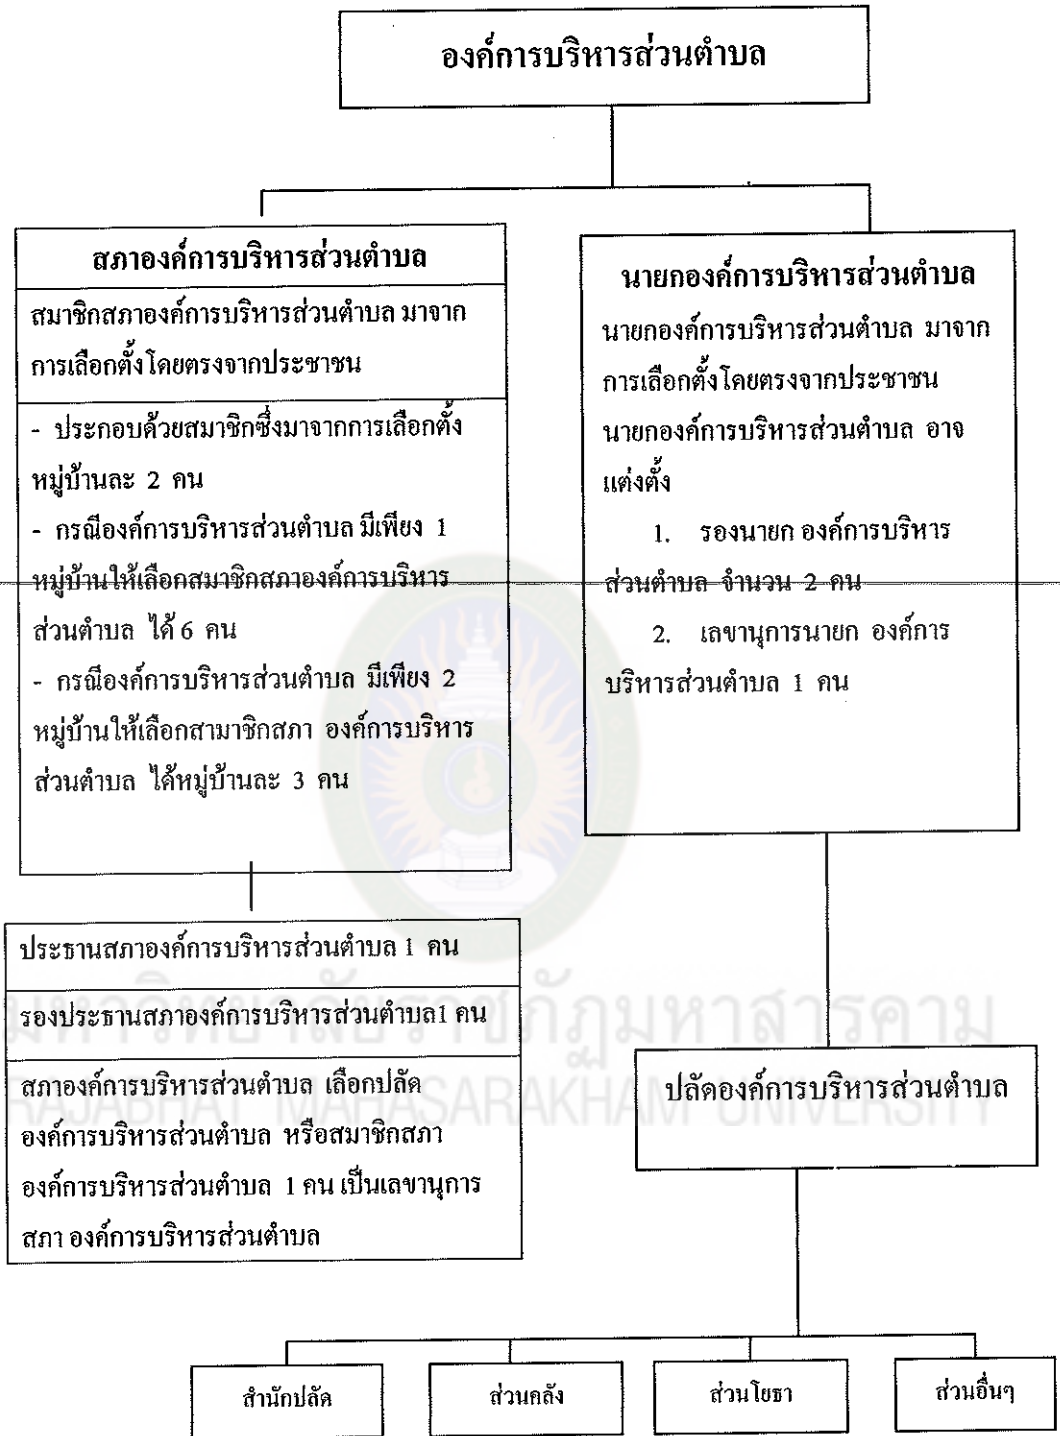 องค์การบริหารส่วนตำบล
สภาองค์การบริหารส่วนตำบล
สมาชิกสภาองค์การบริหารส่วนตำบล มาจาก
การเลือกตั้งโดยตรงจากประชาชน
- ประกอบด้วยสมาชิกซึ่งมาจากการเลือกตั้ง
หมู่บ้านละ 2 คน
- กรณีองค์การบริหารส่วนตำบล มีเพียง 1
หมู่บ้านให้เลือกสมาชิกสภาองค์การบริหาร
ส่วนตำบล ได้ 6 คน
- กรณีองค์การบริหารส่วนตำบล มีเพียง 2
หมู่บ้านให้เลือกสามาชิกสภา องค์การบริหาร
ส่วนตำบล ได้หมู่บ้านละ 3 คน
นายกองค์การบริหารส่วนตำบล
นายกองค์การบริหารส่วนตำบล มาจาก
การเลือกตั้งโดยตรงจากประชาชน
นายกองค์การบริหารส่วนตำบล อาจ
แต่งตั้ง
1. รองนายก องค์การบริหาร
ส่วนตำบล จำนวน 2 คน
2. เลขานุการนายก องค์การ
บริหารส่วนตำบล 1 คน
ประธานสภาองค์การบริหารส่วนตำบล 1 คน
รองประธานสภาองค์การบริหารส่วนตำบล1 คน
สภาองค์การบริหารส่วนตำบล เลือกปลัด
องค์การบริหารส่วนตำบล หรือสมาชิกสภา
องค์การบริหารส่วนตำบล 1 คน เป็นเลขานุการ
สภา องค์การบริหารส่วนตำบล
มหาวิทยาลัยราชภัฏมหาสารคาม
RAJABHAT MAHASARAKHAM UNIVERSITY
ปลัดองค์การบริหารส่วนตำบล
สำนักปลัด
ส่วนคลัง
ส่วนโยธา
ส่วนอื่นๆ